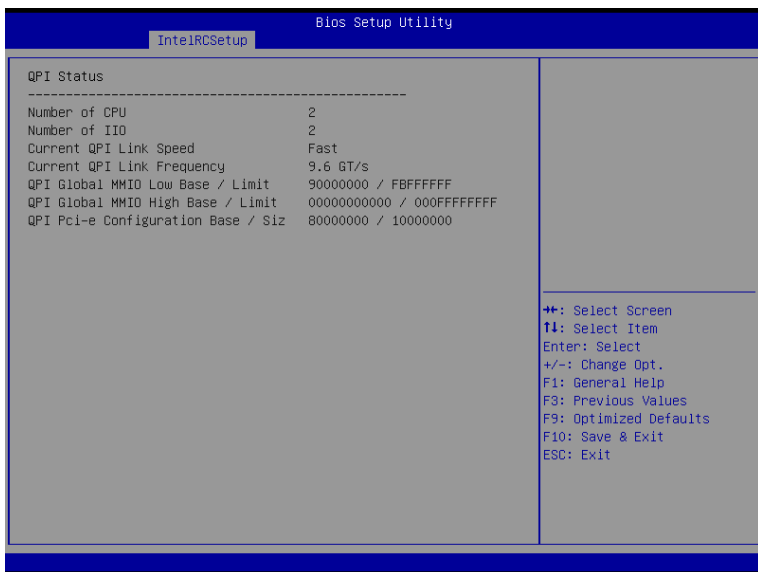 Bios Setup Utility
IntelRCSetup
QPI Status
--------------------------------------------------
Number of CPU 2
Number of IIO 2
Current QPI Link Speed Fast
Current QPI Link Frequency 9.6 GT/s
QPI Global MMIO Low Base / Limit 90000000 / FBFFFFFF
QPI Global MMIO High Base / Limit 00000000000 / 000FFFFFFFF
QPI Pci-e Configuration Base / Siz 80000000 / 10000000
→←: Select Screen
↑↓: Select Item
Enter: Select
+/-: Change Opt.
F1: General Help
F3: Previous Values
F9: Optimized Defaults
F10: Save & Exit
ESC: Exit